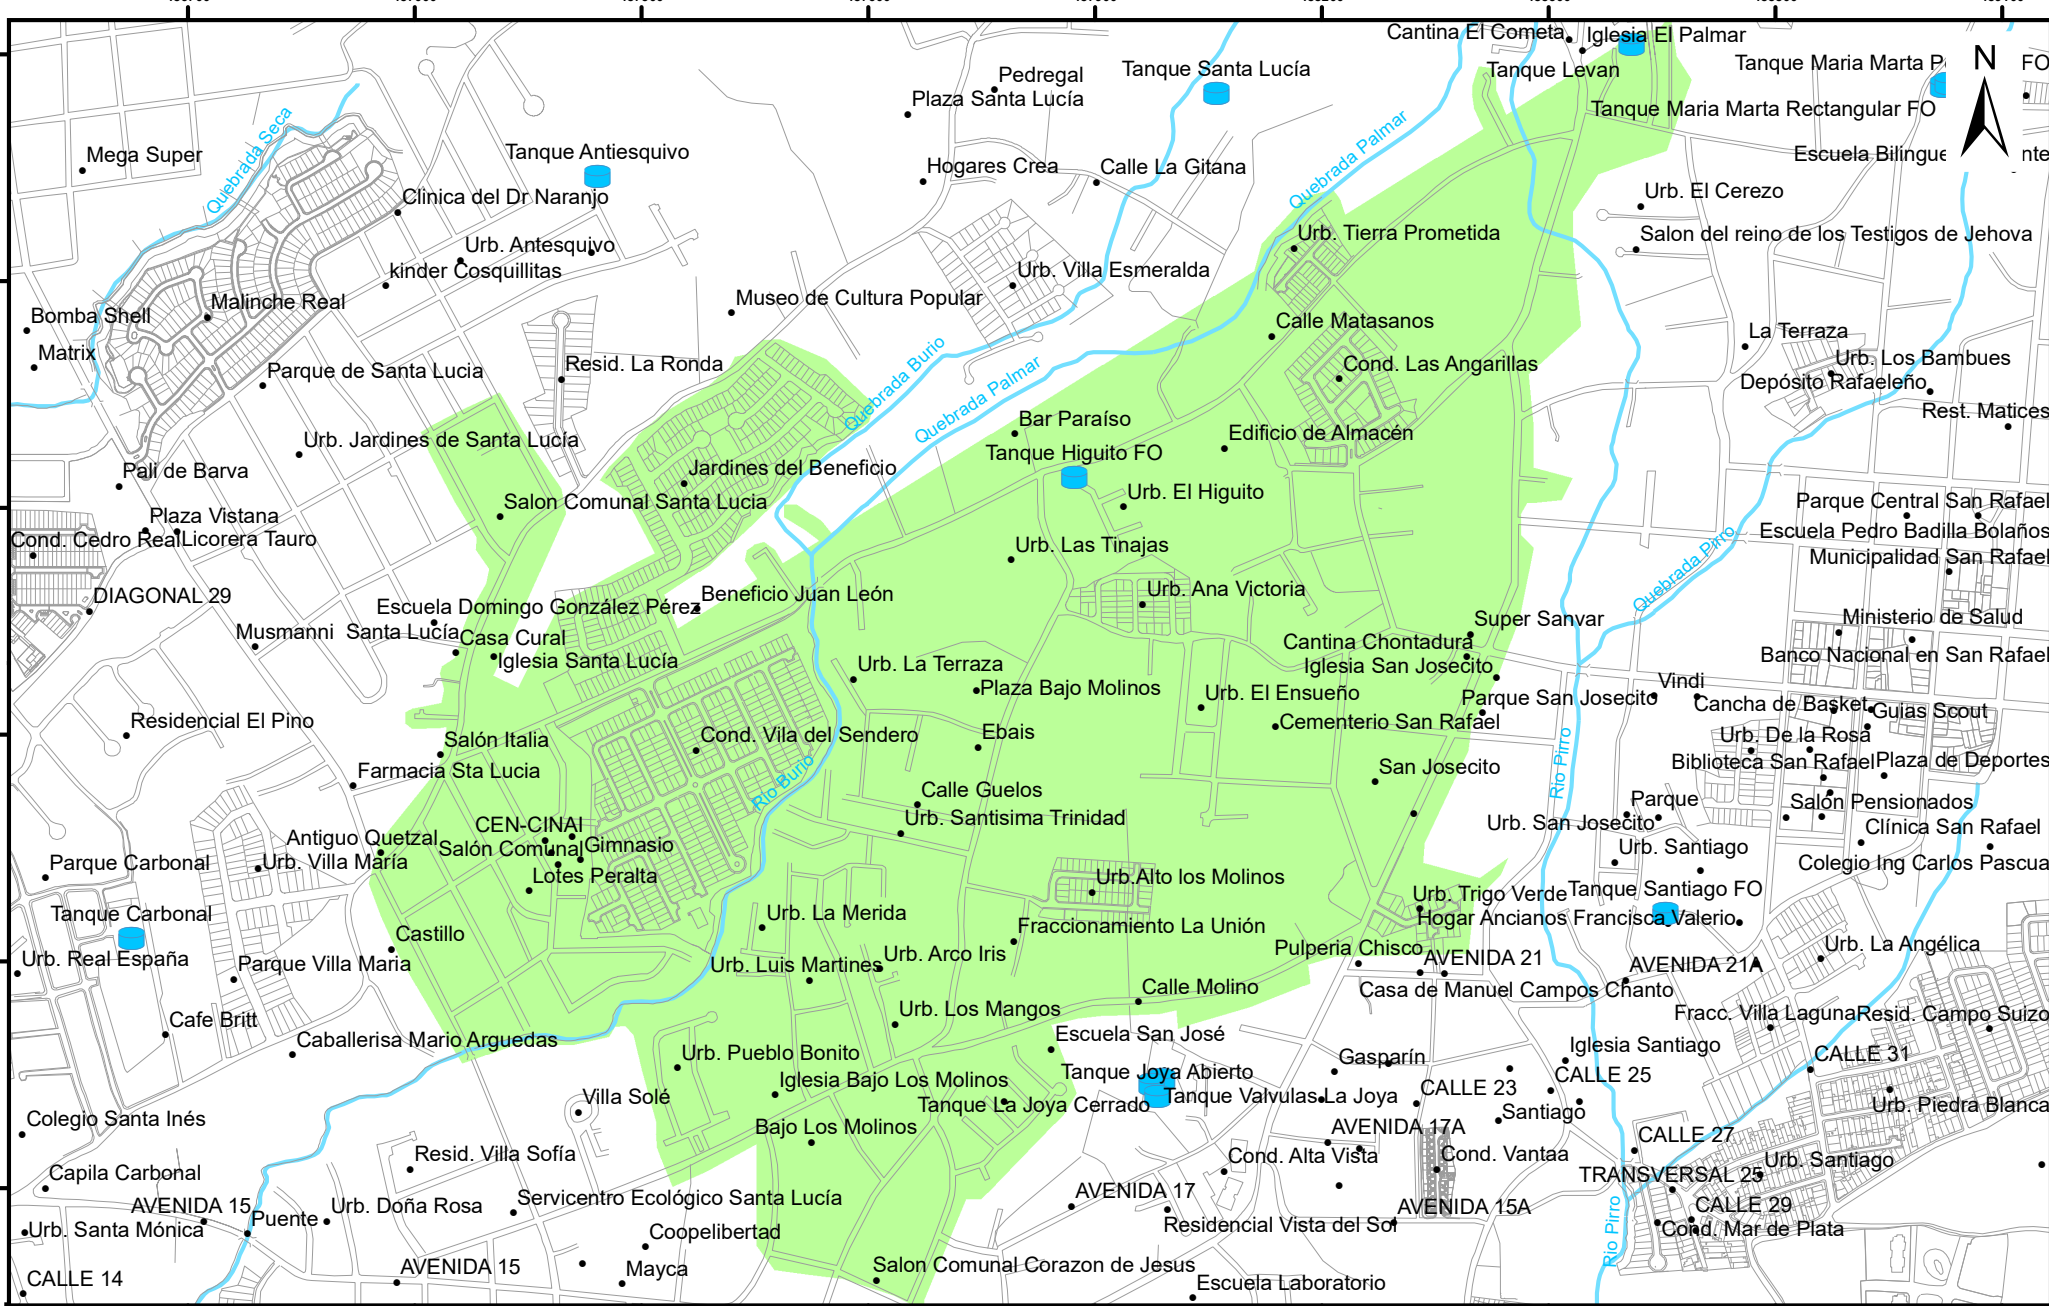 Cantina El Cometa
Iglesia El Palmar
Tanque Levan
Tanque Santa Lucía
Pedregal
Plaza Santa Lucía
Tanque Maria Marta P
FO
N
Tanque Maria Marta Rectangular FO
Quebrada Seca
Quebrada Palmar
Mega Super
Tanque Antiesquivo
Hogares Crea
Calle La Gitana
Escuela Bilingue
nte
Clinica del Dr Naranjo
Urb. El Cerezo
Urb. Antesquivo
Urb. Tierra Prometida
Salon del reino de los Testigos de Jehova
kinder Cosquillitas
Urb. Villa Esmeralda
Malinche Real
Museo de Cultura Popular
Bomba Shell
Calle Matasanos
La Terraza
Matrix
Parque de Santa Lucia
Resid. La Ronda
Quebrada Burio
Quebrada Palmar
Cond. Las Angarillas
Urb. Los Bambues
Depósito Rafaeleño
Rest. Matices
Bar Paraíso
Urb. Jardines de Santa Lucía
Edificio de Almacén
Tanque Higuito FO
Pali de Barva
Jardines del Beneficio
Urb. El Higuito
Salon Comunal Santa Lucia
Parque Central San Rafael
Plaza Vistana
Cond. Cedro Real
Licorera Tauro
Escuela Pedro Badilla Bolaños
Urb. Las Tinajas
Municipalidad San Rafael
Quebrada Pirro
DIAGONAL 29
Escuela Domingo González Pérez
Beneficio Juan León
Urb. Ana Victoria
Super Sanvar
Ministerio de Salud
Musmanni Santa Lucía
Casa Cural
Cantina Chontadura
Iglesia Santa Lucía
Urb. La Terraza
Iglesia San Josecito
Banco Nacional en San Rafael
Plaza Bajo Molinos
Urb. El Ensueño
Parque San Josecito
Vindi
Cancha de Basket
Guias Scout
Residencial El Pino
Cementerio San Rafael
Salón Italia
Cond. Vila del Sendero
Ebais
Urb. De la Rosa
Biblioteca San Rafael
Plaza de Deportes
Farmacia Sta Lucia
Rio Burio
San Josecito
Rio Pirro
Calle Guelos
Parque
Salón Pensionados
Urb. Santisima Trinidad
CEN-CINAI
Urb. San Josecito
Clínica San Rafael
Antiguo Quetzal
Salón Comunal
Gimnasio
Urb. Santiago
Parque Carbonal
Urb. Villa María
Colegio Ing Carlos Pascua
Lotes Peralta
Urb.Alto los Molinos
Urb. Trigo Verde
Tanque Santiago FO
Tanque Carbonal
Urb. La Merida
Hogar Ancianos Francisca Valerio
Fraccionamiento La Unión
Castillo
Urb. La Angélica
Urb. Real España
Parque Villa Maria
Urb. Luis Martines
Urb. Arco Iris
Pulperia Chisco
AVENIDA 21
AVENIDA 21A
Casa de Manuel Campos Chanto
Calle Molino
Cafe Britt
Urb. Los Mangos
Fracc. Villa Laguna
Resid. Campo Suizo
Caballerisa Mario Arguedas
Escuela San José
Urb. Pueblo Bonito
Gasparín
Iglesia Santiago
CALLE 31
Iglesia Bajo Los Molinos
Tanque Joya Abierto
CALLE 23
CALLE 25
Villa Solé
Tanque La Joya Cerrado
Tanque Valvulas La Joya
Santiago
Urb. Piedra Blanca
Colegio Santa Inés
Bajo Los Molinos
AVENIDA 17A
CALLE 27
Resid. Villa Sofía
Cond. Alta Vista
Cond. Vantaa
Urb. Santiago
Capila Carbonal
TRANSVERSAL 25
AVENIDA 17
AVENIDA 15
Urb. Doña Rosa
Servicentro Ecológico Santa Lucía
AVENIDA 15A
CALLE 29
Puente
Urb. Santa Mónica
Coopelibertad
Residencial Vista del Sol
Cond. Mar de Plata
Rio Pirro
AVENIDA 15
Mayca
Salon Comunal Corazon de Jesus
CALLE 14
Escuela Laboratorio